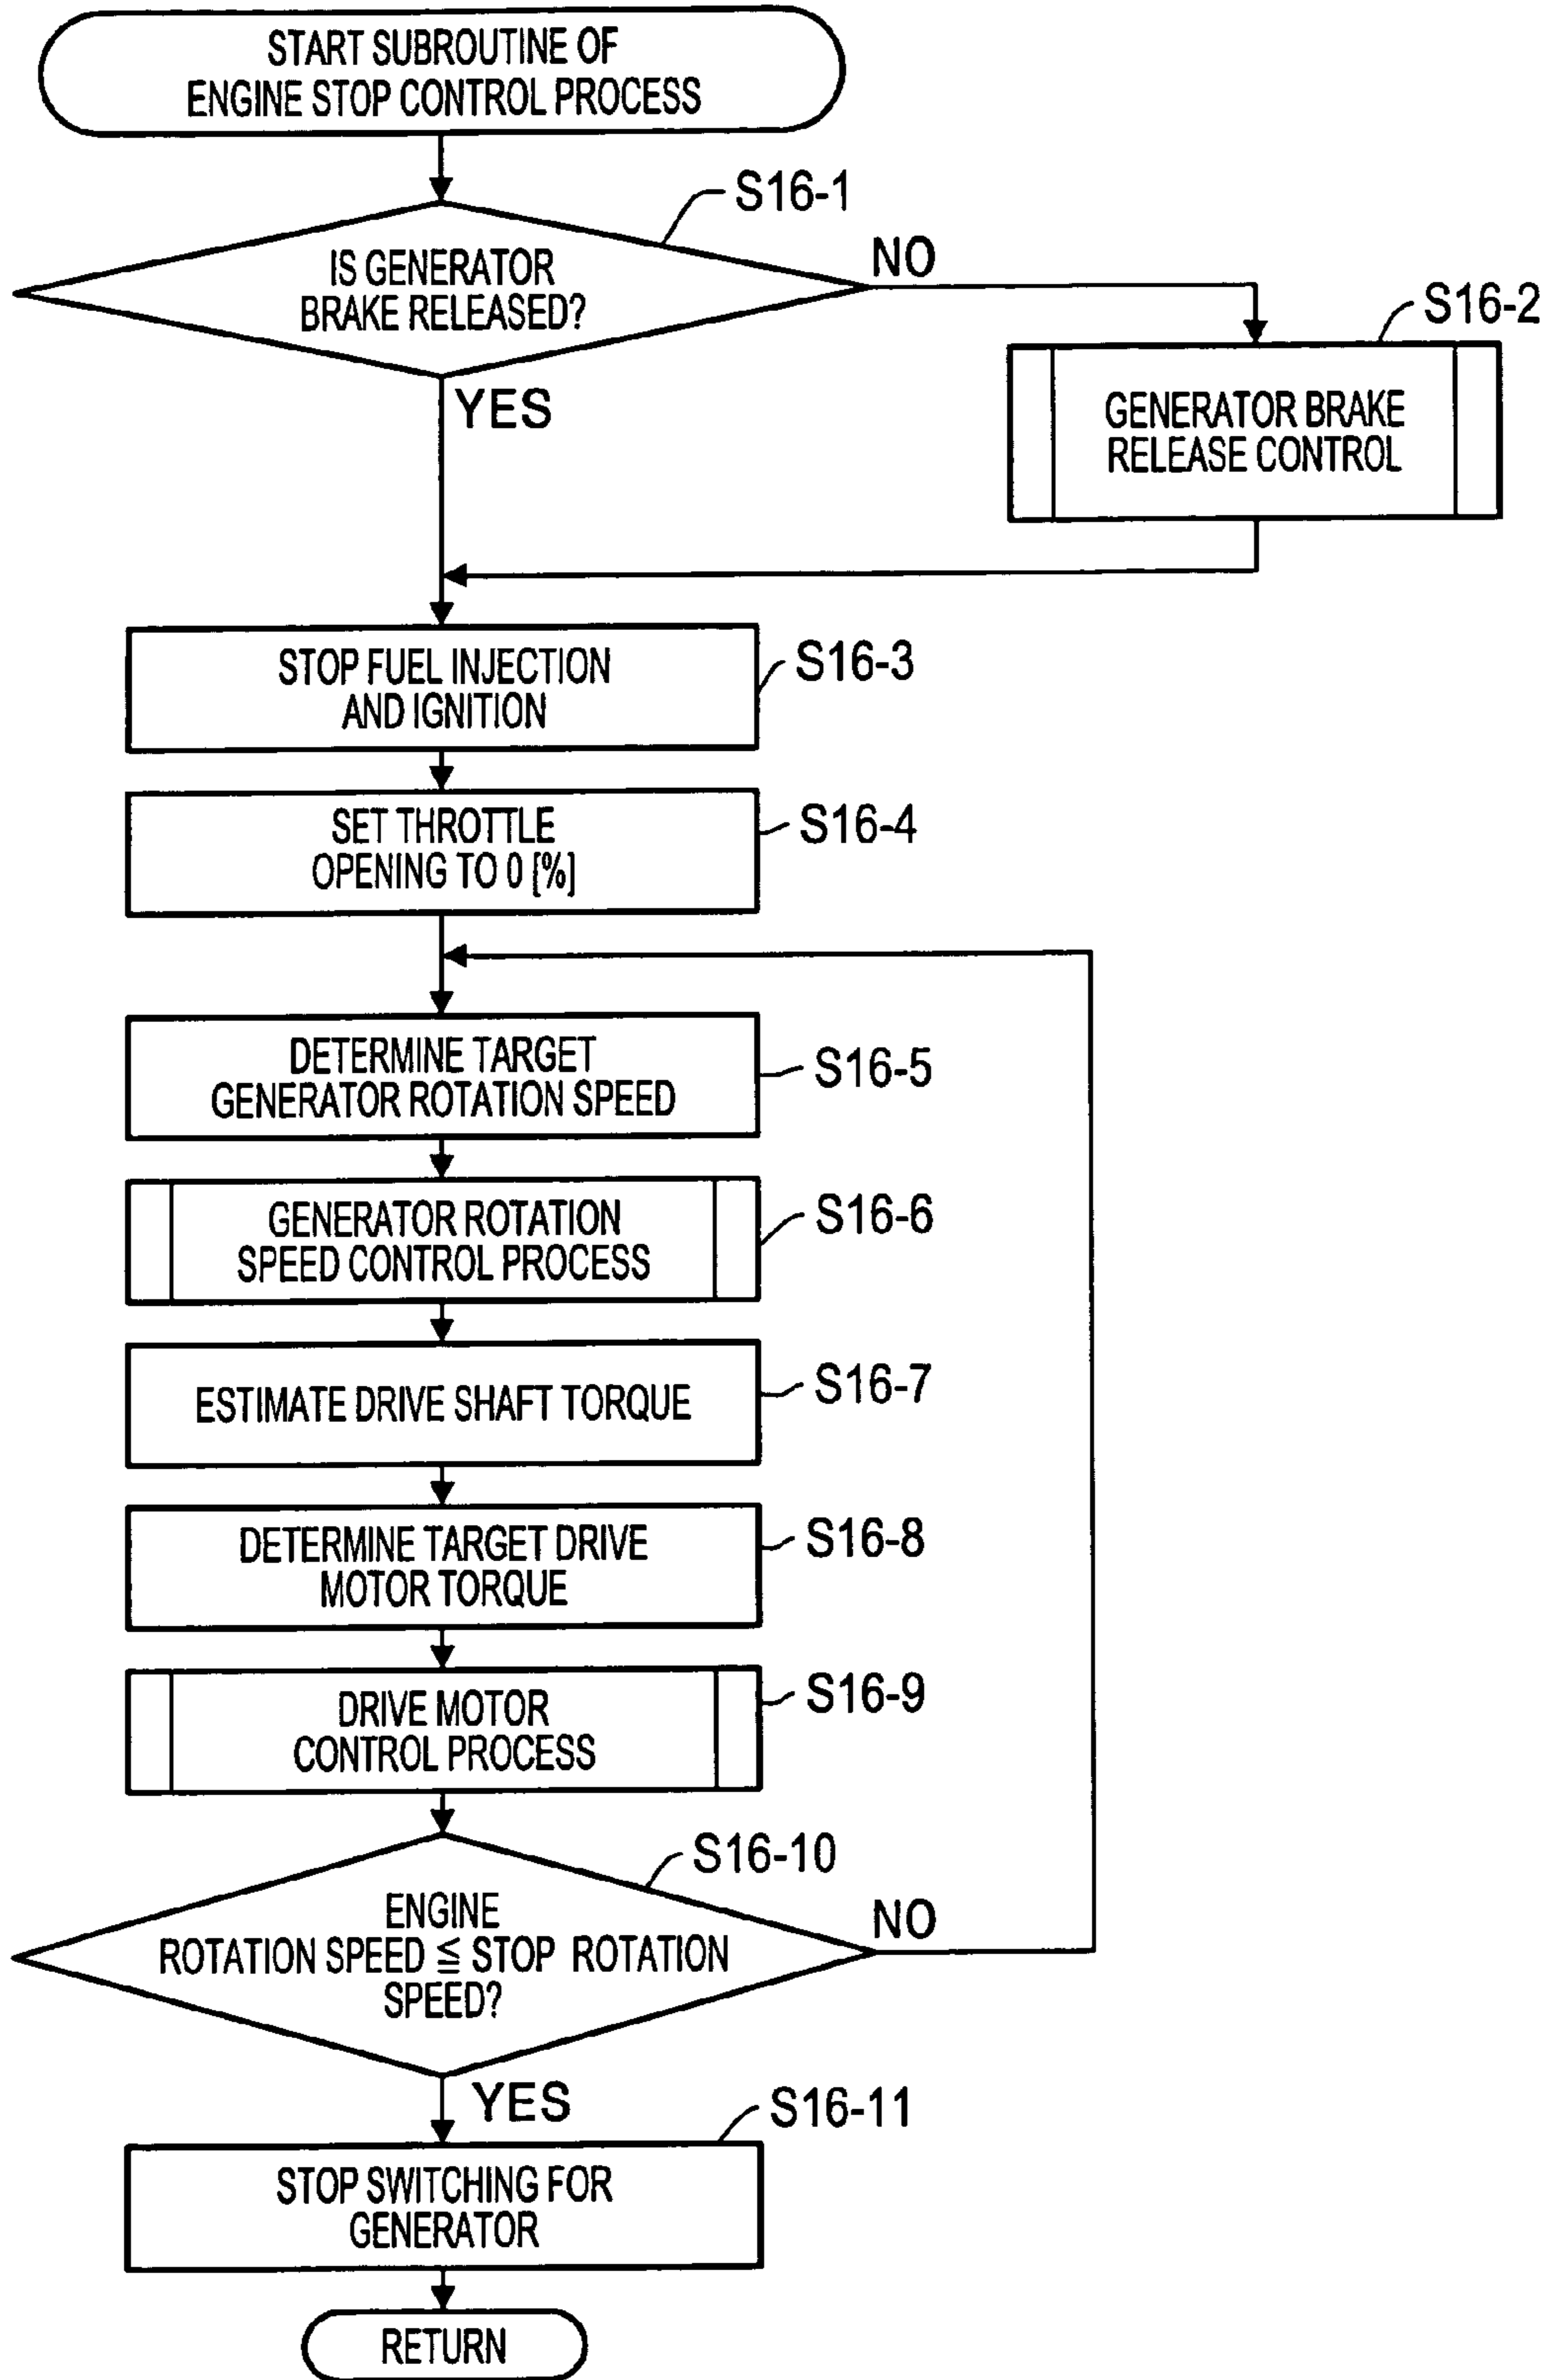 START SUBROUTINE OF
ENGINE STOP CONTROL PROCESS
S16-1
IS GENERATOR
BRAKE RELEASED?
NO
S16-2
YES
GENERATOR BRAKE
RELEASE CONTROL
STOP FUEL INJECTION
AND IGNITION
S16-3
SET THROTTLE
OPENING TO 0 [%]
S16-4
DETERMINE TARGET
GENERATOR ROTATION SPEED
S16-5
GENERATOR ROTATION
SPEED CONTROL PROCESS
S16-6
ESTIMATE DRIVE SHAFT TORQUE
S16-7
DETERMINE TARGET DRIVE
MOTOR TORQUE
S16-8
DRIVE MOTOR
CONTROL PROCESS
S16-9
S16-10
ENGINE
ROTATION SPEED ≦ STOP ROTATION
SPEED?
NO
YES
S16-11
STOP SWITCHING FOR
GENERATOR
RETURN